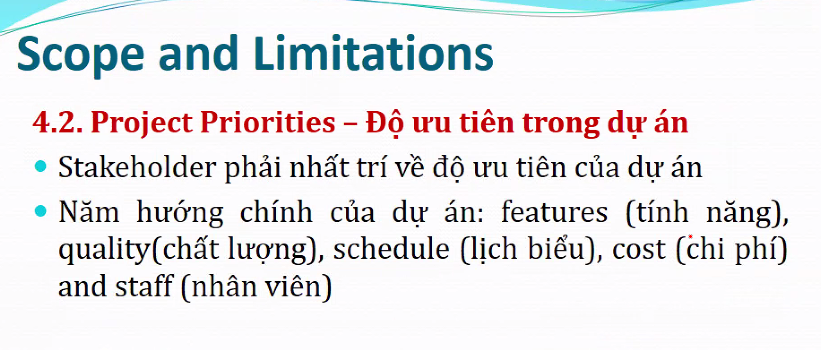 Scope and Limitations
4.2. Project Priorities – Độ ưu tiên trong dự án
• Stakeholder phải nhất trí về độ ưu tiên của dự án
• Năm hướng chính của dự án: features (tính năng),
quality(chất lượng), schedule (lịch biểu), cost (chi phí)
and staff (nhân viên)